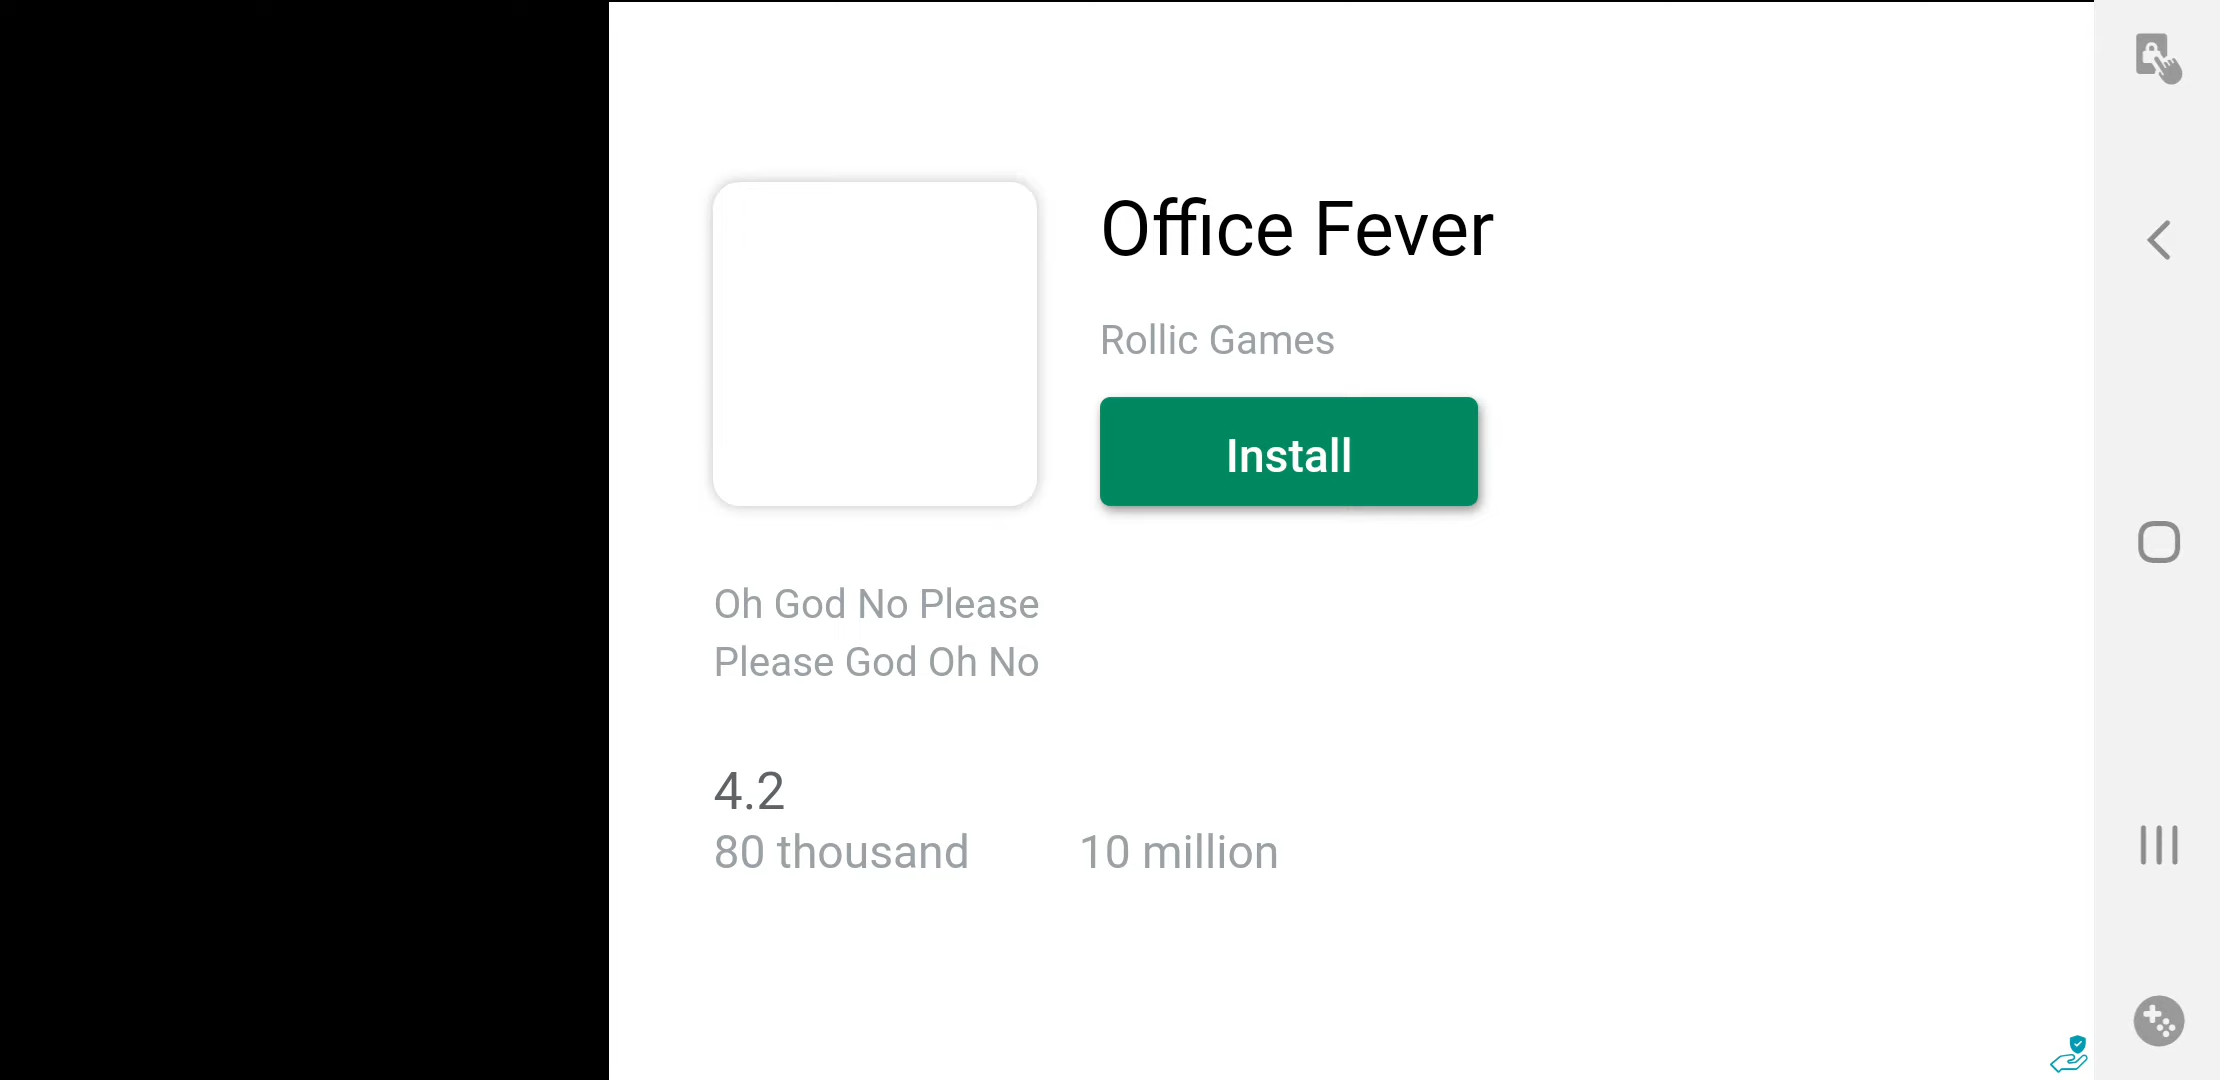 Office Fever
Rollic Games
Install
Oh God No Please
Please God Oh No
4.2
80 thousand
10 million